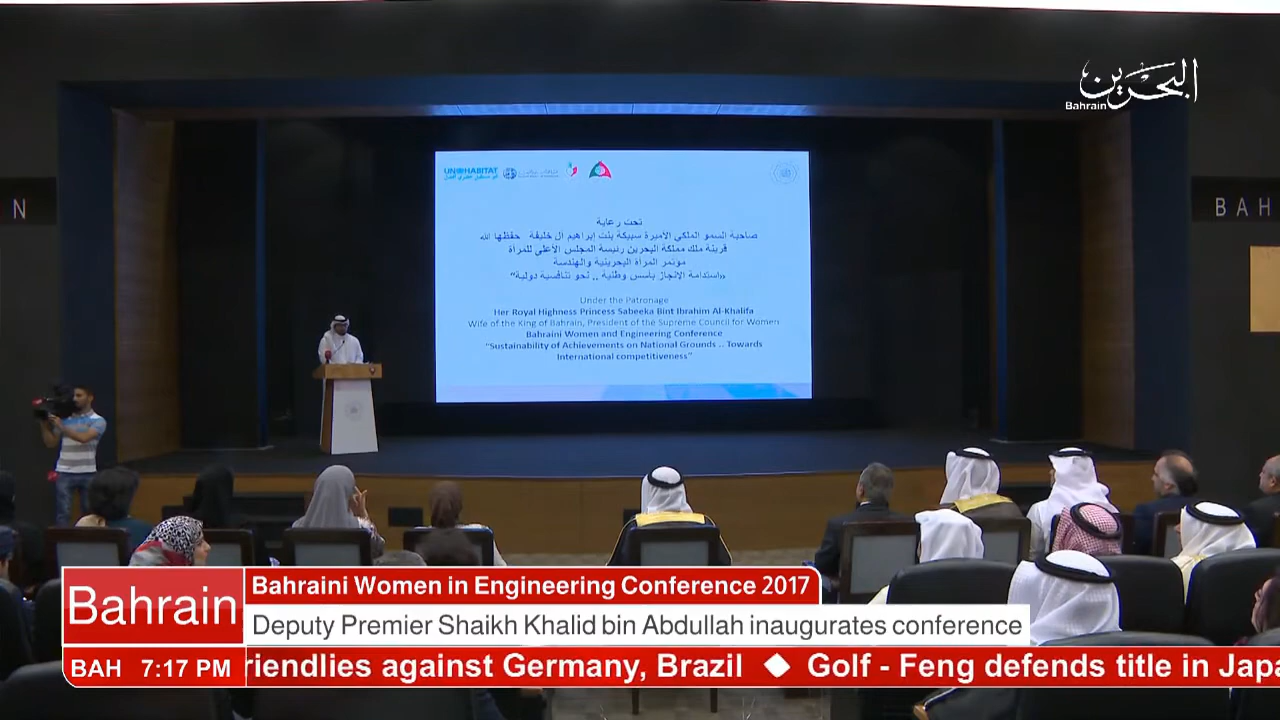 البحرين
Bahrain
N
BAH
UN HABITAT
تحت رعاية
صاحبة السمو الملكي الاميرة سبيكة بنت إبراهيم ال خليفة حفظها الله
قرينة ملك مملكة البحرين رئيسة المجلس الأعلى للمرأة
مؤتمر المرأة البحرينية والهندسة
«استدامة الانجاز بأسس وطنية .. نحو تنافسية دولية"
Under the Patronage
Her Royal Highness Princess Sabeeka Bint Ibrahim Al-Khalifa
Wife of the King of Bahrain, President of the Supreme Council for Women
Bahraini Women and Engineering Conference
"Sustainability of Achievements on National Grounds .. Towards
International competitiveness"
Bahrain
Bahraini Women in Engineering Conference 2017
Deputy Premier Shaikh Khalid bin Abdullah inaugurates conference
BAH 7:17 PM
riendlies against Germany, Brazil ◆ Golf - Feng defends title in Japa